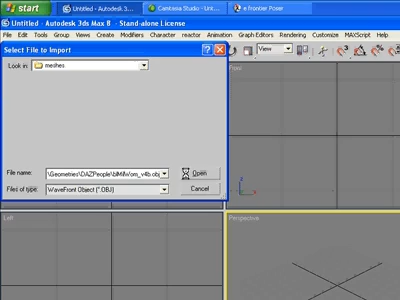 start
Untitled - Autodesk 3...
Camtasia Studio - Unt...
e frontier Poser
Untitled - Autodesk 3ds Max 8 - Stand-alone License
File Edit Tools Group Views Create Modifiers Character reactor Animation Graph Editors Rendering Customize MAXScript Help
Select File to Import
View
Look in: meshes
Front
File name: \Geometries\DAZPeople\blMilWom_v4b.obj
Open
Files of type: WaveFront Object (*.OBJ)
Cancel
Left
Perspective